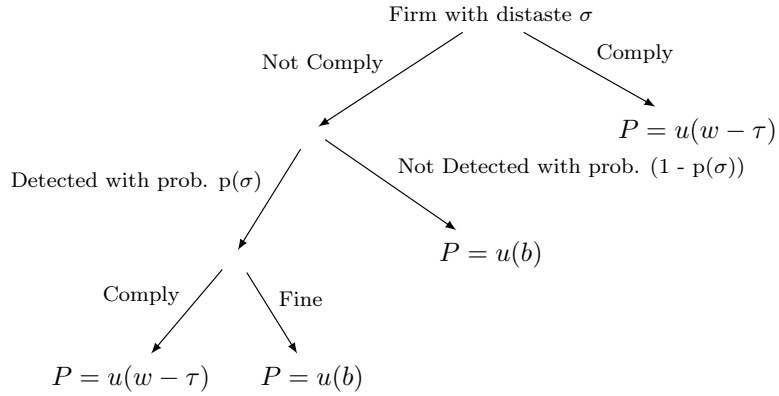 Firm with distaste σ
Not Comply
Comply
P = u(w − τ)
Detected with prob. p(σ)
Not Detected with prob. (1 - p(σ))
P = u(b)
Comply
Fine
P = u(w − τ)
P = u(b)